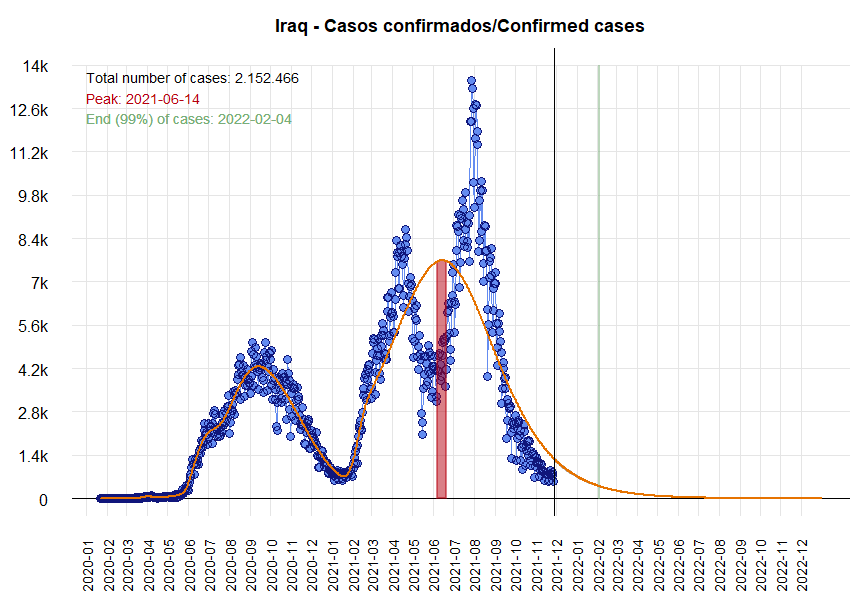 Iraq - Casos confirmados/Confirmed cases
Total number of cases: 2.152.466
Peak: 2021-06-14
End (99%) of cases: 2022-02-04
14k
12.6k
11.2k
9.8k
8.4k
7k
5.6k
4.2k
2.8k
1.4k
0
2020-01
2020-02
2020-03
2020-04
2020-05
2020-06
2020-07
2020-08
2020-09
2020-10
2020-11
2020-12
2021-01
2021-02
2021-03
2021-04
2021-05
2021-06
2021-07
2021-08
2021-09
2021-10
2021-11
2021-12
2022-01
2022-02
2022-03
2022-04
2022-05
2022-06
2022-07
2022-08
2022-09
2022-10
2022-11
2022-12